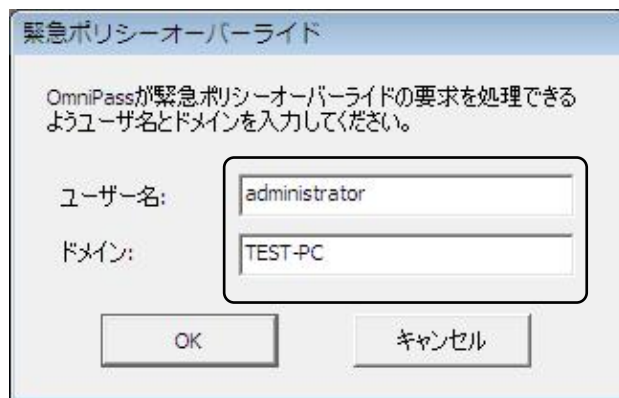 緊急ポリシーオーバーライド
OmniPassが緊急ポリシーオーバーライドの要求を処理できる
ようユーザ名とドメインを入力してください。
ユーザー名: administrator
ドメイン: TEST-PC
OK キャンセル